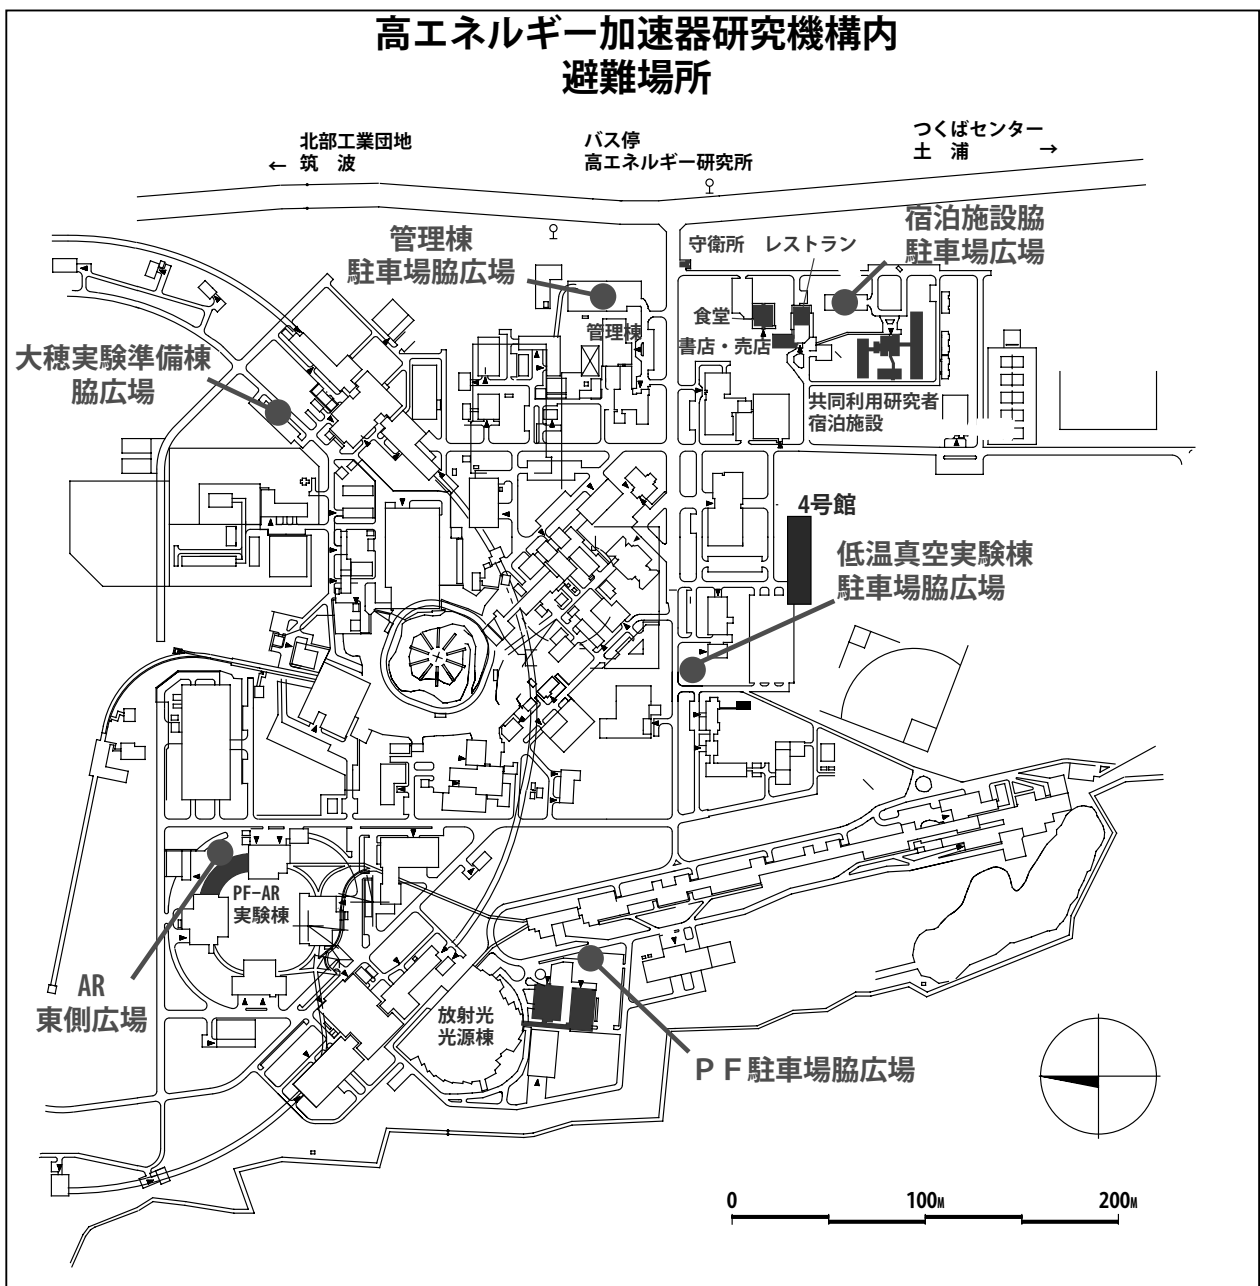 高エネルギー加速器研究機構内
避難場所
北部工業団地
← 筑　波
バス停
高エネルギー研究所
つくばセンター
土　浦　→
管理棟
駐車場脇広場
守衛所
レストラン
宿泊施設脇
駐車場広場
食堂
管理棟
書店・売店
大穂実験準備棟
脇広場
共同利用研究者
宿泊施設
4号館
低温真空実験棟
駐車場脇広場
PF-AR
実験棟
AR
東側広場
放射光
光源棟
ＰＦ駐車場脇広場
0 100M 200M